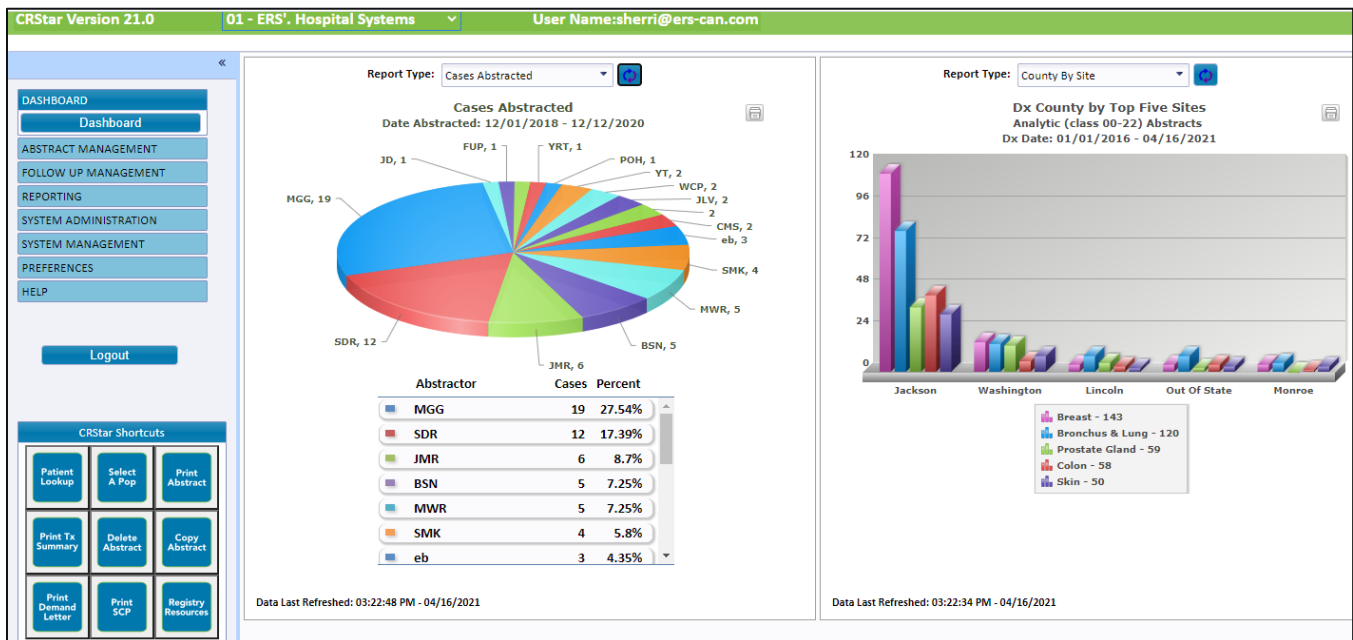 CRStar Version 21.0
01 - ERS'. Hospital Systems
User Name:sherri@ers-can.com
«
DASHBOARD
Dashboard
ABSTRACT MANAGEMENT
FOLLOW UP MANAGEMENT
REPORTING
SYSTEM ADMINISTRATION
SYSTEM MANAGEMENT
PREFERENCES
HELP
Logout
CRStar Shortcuts
Patient
Lookup
Select
A Pop
Print
Abstract
Print Tx
Summary
Delete
Abstract
Copy
Abstract
Print
Demand
Letter
Print
SCP
Registry
Resources
Report Type: Cases Abstracted
Cases Abstracted
Date Abstracted: 12/01/2018 - 12/12/2020
FUP, 1
YRT, 1
JD, 1
POH, 1
YT, 2
WCP, 2
MGG, 19
JLV, 2
2
CMS, 2
eb, 3
SMK, 4
MWR, 5
SDR, 12
BSN, 5
JMR, 6
Abstractor Cases Percent
MGG 19 27.54%
SDR 12 17.39%
JMR 6 8.7%
BSN 5 7.25%
MWR 5 7.25%
SMK 4 5.8%
eb 3 4.35%
Data Last Refreshed: 03:22:48 PM - 04/16/2021
Report Type: County By Site
Dx County by Top Five Sites
Analytic (class 00-22) Abstracts
Dx Date: 01/01/2016 - 04/16/2021
120
96
72
48
24
0
Jackson Washington Lincoln Out Of State Monroe
Breast - 143
Bronchus & Lung - 120
Prostate Gland - 59
Colon - 58
Skin - 50
Data Last Refreshed: 03:22:34 PM - 04/16/2021